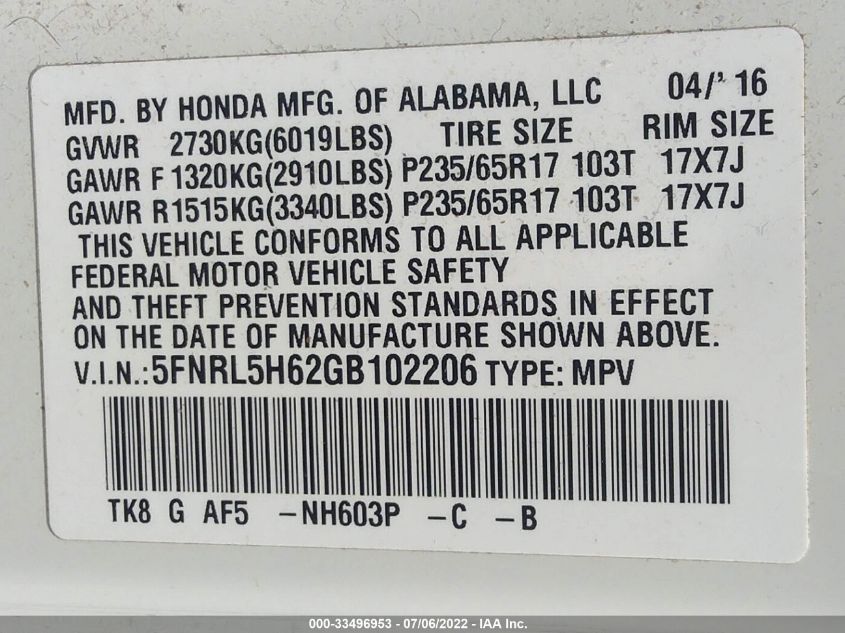 MFD. BY HONDA MFG. OF ALABAMA, LLC 04/' 16
GVWR 2730KG(6019LBS) TIRE SIZE RIM SIZE
GAWR F 1320KG(2910LBS) P235/65R17 103T 17X7J
GAWR R1515KG(3340LBS) P235/65R17 103T 17X7J
THIS VEHICLE CONFORMS TO ALL APPLICABLE
FEDERAL MOTOR VEHICLE SAFETY
AND THEFT PREVENTION STANDARDS IN EFFECT
ON THE DATE OF MANUFACTURE SHOWN ABOVE.
V.I.N.:5FNRL5H62GB102206 TYPE: MPV
TK8 G AF5 -NH603P -C -B
000-33496953 - 07/06/2022 - IAA Inc.